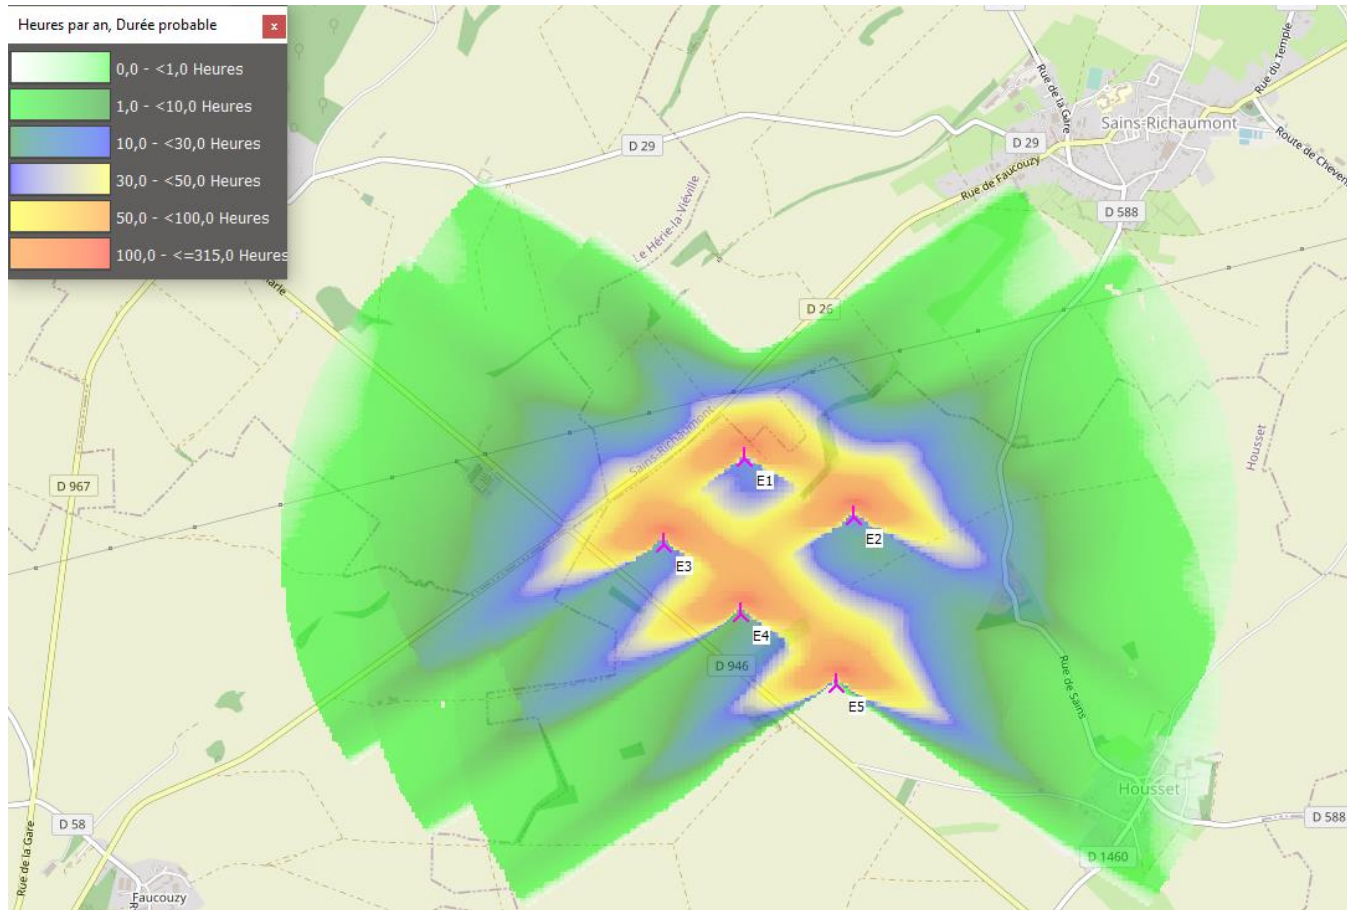 Heures par an, Durée probable
x
0,0 - <1,0 Heures
1,0 - <10,0 Heures
10,0 - <30,0 Heures
30,0 - <50,0 Heures
50,0 - <100,0 Heures
100,0 - <=315,0 Heures
Rue de la Gare
Rue du Temple
Sains-Richaumont
D 29
D 29
Route de Cheven
Rue de Faucouzy
D 588
Le Hérie-la-Viéville
D 26
Sains-Richaumont
Housset
D 967
E1
E2
E3
E4
D 946
E5
Rue de Sains
Housset
D 58
D 588
Rue de la Gare
D 1460
Faucouzy